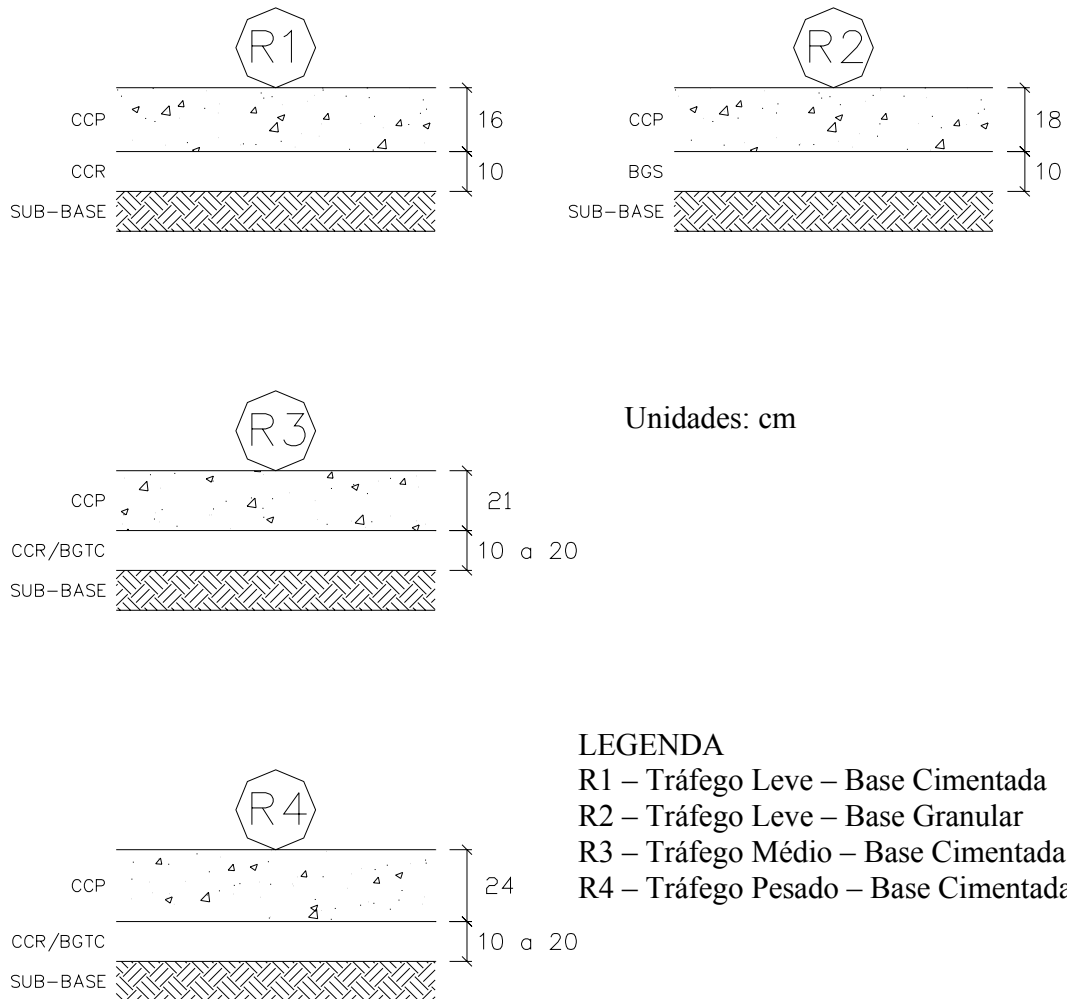 R1
CCP
16
CCR
10
SUB-BASE
R2
CCP
18
BGS
10
SUB-BASE
R3
CCP
21
CCR/BGTC
10 a 20
SUB-BASE
Unidades: cm
R4
CCP
24
CCR/BGTC
10 a 20
SUB-BASE
LEGENDA
R1 – Tráfego Leve – Base Cimentada
R2 – Tráfego Leve – Base Granular
R3 – Tráfego Médio – Base Cimentada
R4 – Tráfego Pesado – Base Cimentada